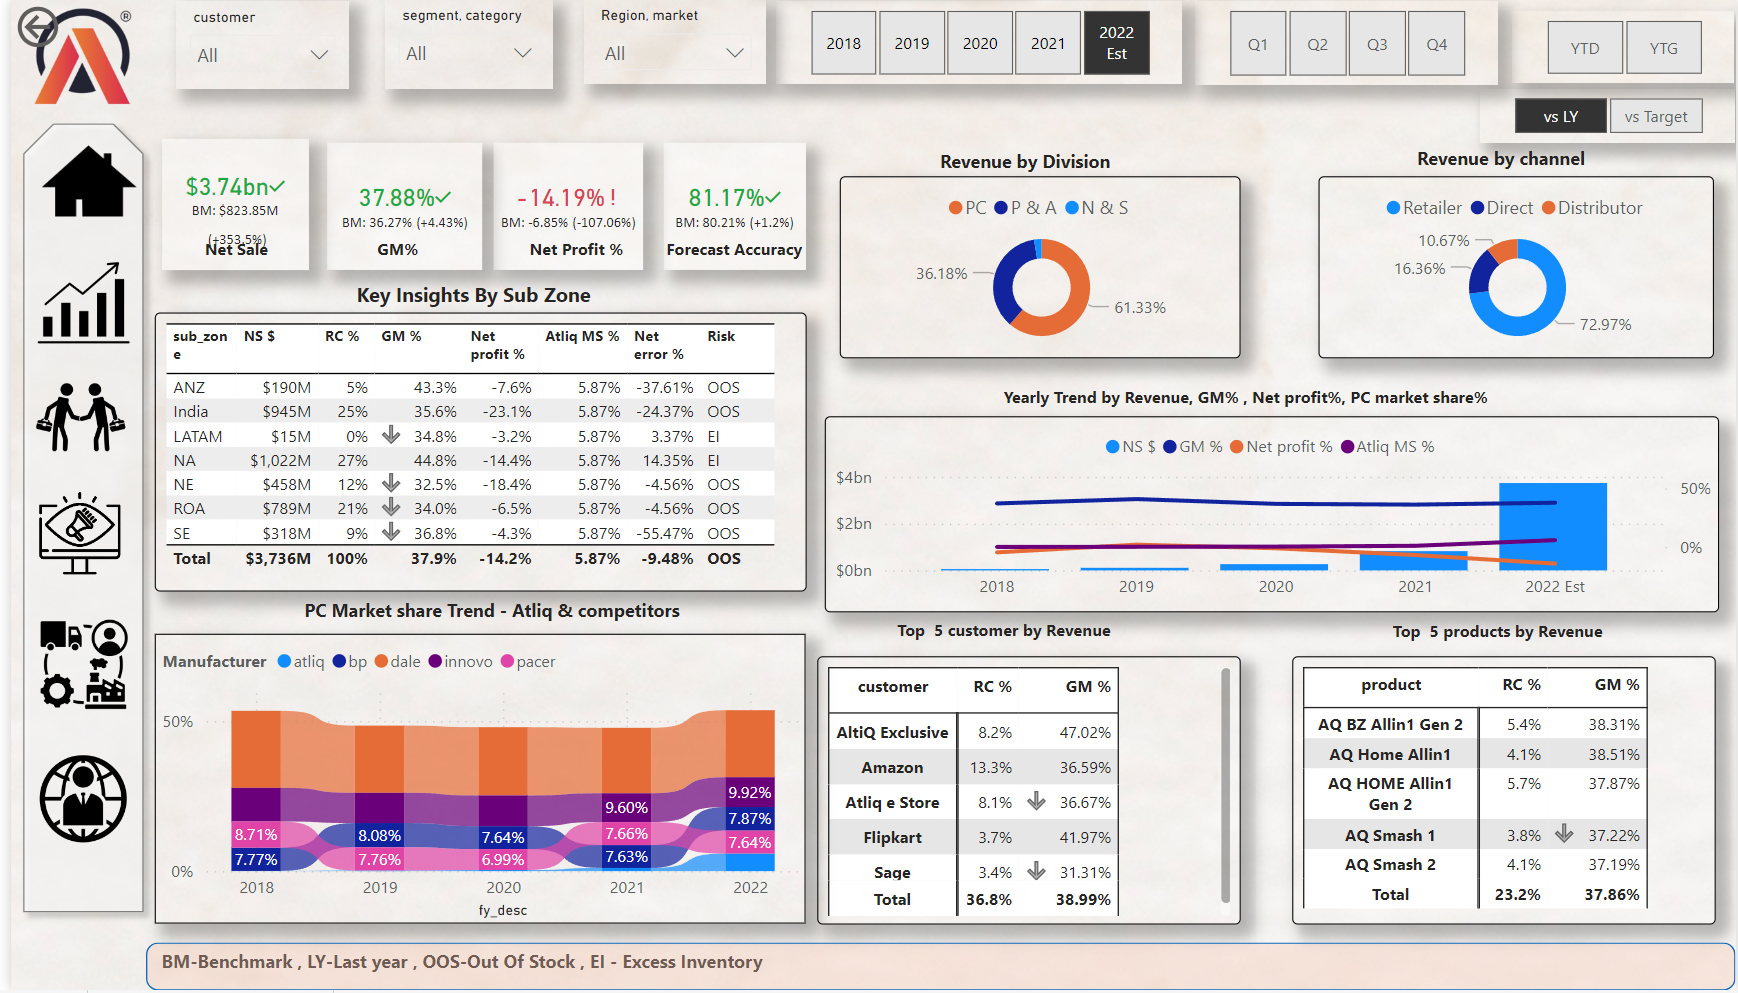 ®
customer
All
segment, category
All
Region, market
All
2018
2019
2020
2021
2022
Est
Q1
Q2
Q3
Q4
YTD
YTG
vs LY
vs Target
$3.74bn
BM: $823.85M
(+353.5%)
Net Sale
37.88%
BM: 36.27% (+4.43%)
GM%
-14.19% !
BM: -6.85% (-107.06%)
Net Profit %
81.17%
BM: 80.21% (+1.2%)
Forecast Accuracy
Revenue by Division
PC P & A N & S
36.18%
61.33%
Revenue by channel
Retailer Direct Distributor
10.67%
16.36%
72.97%
Key Insights By Sub Zone
sub_zon
e
NS $ RC % GM % Net
profit %
Atliq MS % Net
error %
Risk
ANZ $190M 5% 43.3% -7.6% 5.87% -37.61% OOS
India $945M 25% 35.6% -23.1% 5.87% -24.37% OOS
LATAM $15M 0% 34.8% -3.2% 5.87% 3.37% EI
NA $1,022M 27% 44.8% -14.4% 5.87% 14.35% EI
NE $458M 12% 32.5% -18.4% 5.87% -4.56% OOS
ROA $789M 21% 34.0% -6.5% 5.87% -4.56% OOS
SE $318M 9% 36.8% -4.3% 5.87% -55.47% OOS
Total $3,736M 100% 37.9% -14.2% 5.87% -9.48% OOS
Yearly Trend by Revenue, GM% , Net profit%, PC market share%
NS $ GM % Net profit % Atliq MS %
$4bn
$2bn
$0bn
50%
0%
2018 2019 2020 2021 2022 Est
PC Market share Trend - Atliq & competitors
Manufacturer atliq bp dale innovo pacer
50%
0%
8.71%
7.77%
8.08%
7.76%
7.64%
6.99%
9.60%
7.66%
7.63%
9.92%
7.87%
7.64%
2018 2019 2020 2021 2022
fy_desc
Top 5 customer by Revenue
customer RC % GM %
AltiQ Exclusive 8.2% 47.02%
Amazon 13.3% 36.59%
Atliq e Store 8.1% 36.67%
Flipkart 3.7% 41.97%
Sage 3.4% 31.31%
Total 36.8% 38.99%
Top 5 products by Revenue
product RC % GM %
AQ BZ Allin1 Gen 2 5.4% 38.31%
AQ Home Allin1 4.1% 38.51%
AQ HOME Allin1
Gen 2
5.7% 37.87%
AQ Smash 1 3.8% 37.22%
AQ Smash 2 4.1% 37.19%
Total 23.2% 37.86%
BM-Benchmark , LY-Last year , OOS-Out Of Stock , EI - Excess Inventory